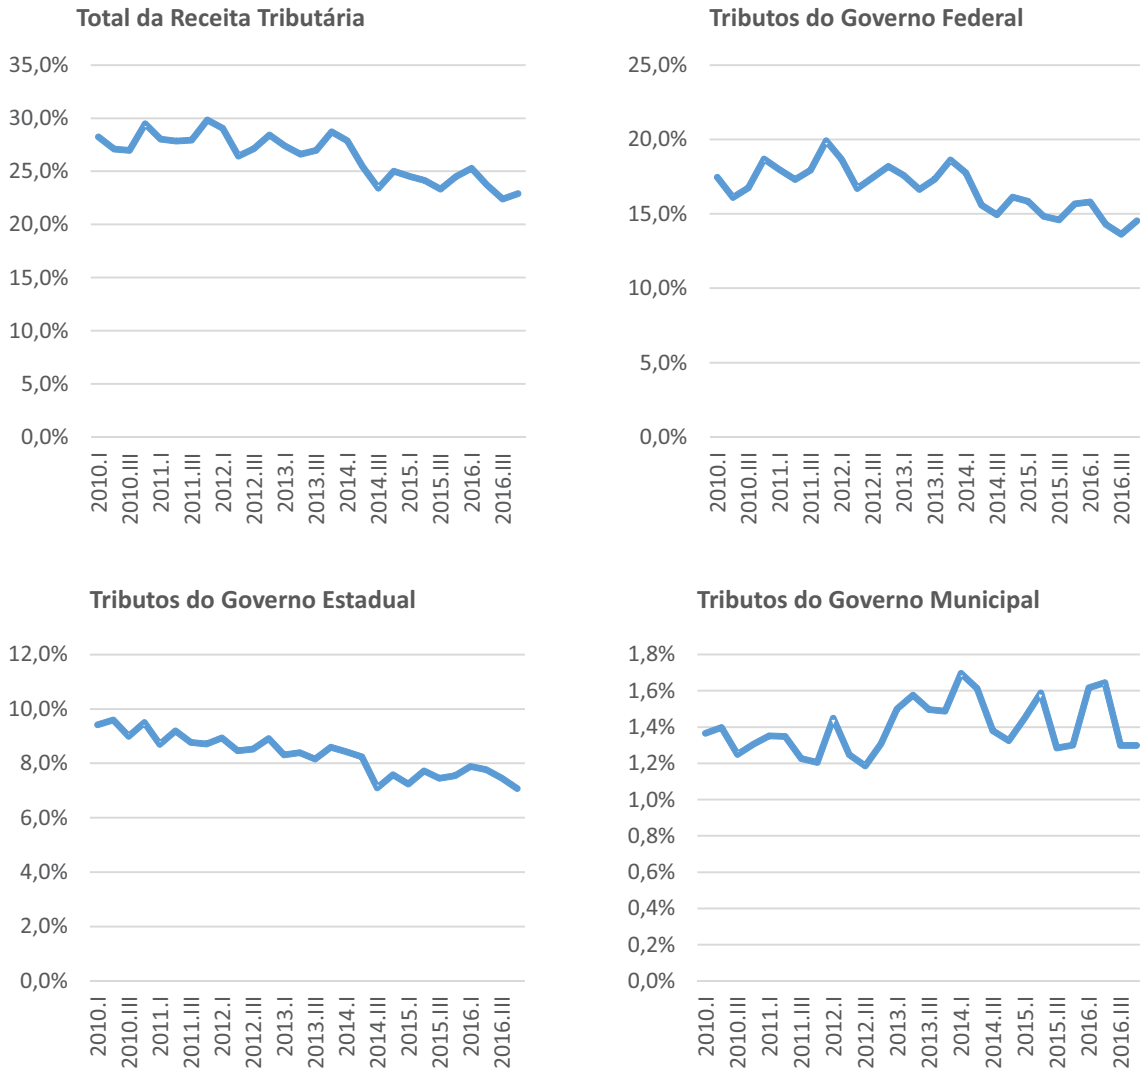 Total da Receita Tributária
35,0%
30,0%
25,0%
20,0%
15,0%
10,0%
5,0%
0,0%
2010.I
2010.III
2011.I
2011.III
2012.I
2012.III
2013.I
2013.III
2014.I
2014.III
2015.I
2015.III
2016.I
2016.III
Tributos do Governo Federal
25,0%
20,0%
15,0%
10,0%
5,0%
0,0%
2010.I
2010.III
2011.I
2011.III
2012.I
2012.III
2013.I
2013.III
2014.I
2014.III
2015.I
2015.III
2016.I
2016.III
Tributos do Governo Estadual
12,0%
10,0%
8,0%
6,0%
4,0%
2,0%
0,0%
2010.I
2010.III
2011.I
2011.III
2012.I
2012.III
2013.I
2013.III
2014.I
2014.III
2015.I
2015.III
2016.I
2016.III
Tributos do Governo Municipal
1,8%
1,6%
1,4%
1,2%
1,0%
0,8%
0,6%
0,4%
0,2%
0,0%
2010.I
2010.III
2011.I
2011.III
2012.I
2012.III
2013.I
2013.III
2014.I
2014.III
2015.I
2015.III
2016.I
2016.III